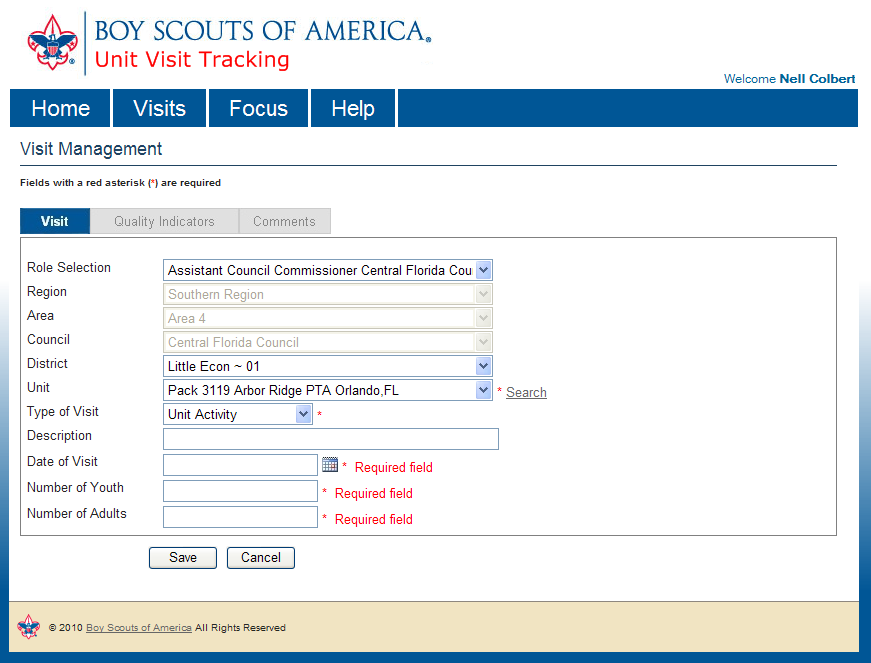 BOY SCOUTS OF AMERICA®
Unit Visit Tracking
Welcome Nell Colbert
Home Visits Focus Help
Visit Management
Fields with a red asterisk (*) are required
Visit Quality Indicators Comments
Role Selection Assistant Council Commissioner Central Florida Cou
Region Southern Region
Area Area 4
Council Central Florida Council
District Little Econ ~ 01
Unit Pack 3119 Arbor Ridge PTA Orlando,FL * Search
Type of Visit Unit Activity *
Description
Date of Visit * Required field
Number of Youth * Required field
Number of Adults * Required field
Save Cancel
© 2010 Boy Scouts of America All Rights Reserved